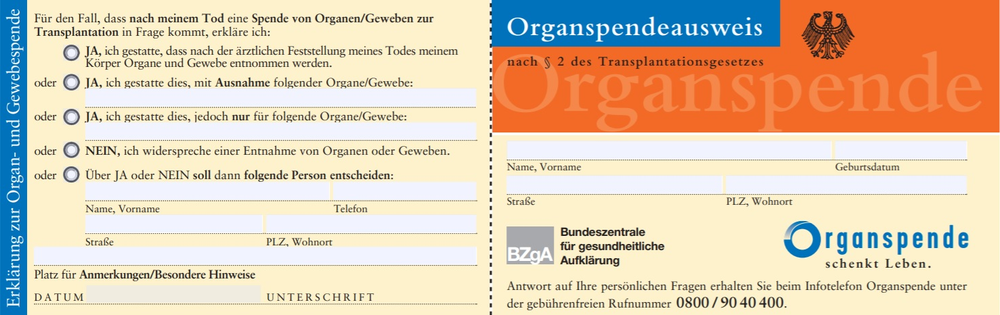 Erklärung zur Organ- und Gewebespende
Für den Fall, dass nach meinem Tod eine Spende von Organen/Geweben zur
Transplantation in Frage kommt, erkläre ich:
JA, ich gestatte, dass nach der ärztlichen Feststellung meines Todes meinem
Körper Organe und Gewebe entnommen werden.
oder JA, ich gestatte dies, mit Ausnahme folgender Organe/Gewebe:
oder JA, ich gestatte dies, jedoch nur für folgende Organe/Gewebe:
oder NEIN, ich widerspreche einer Entnahme von Organen oder Geweben.
oder Über JA oder NEIN soll dann folgende Person entscheiden:
Name, Vorname Telefon
Straße PLZ, Wohnort
Platz für Anmerkungen/Besondere Hinweise
DATUM UNTERSCHRIFT
Organspendeausweis
nach § 2 des Transplantationsgesetzes
Organspende
Name, Vorname Geburtsdatum
Straße PLZ, Wohnort
BZgA
Bundeszentrale
für gesundheitliche
Aufklärung
Organspende
schenkt Leben.
Antwort auf Ihre persönlichen Fragen erhalten Sie beim Infotelefon Organspende unter
der gebührenfreien Rufnummer 0800 / 90 40 400.